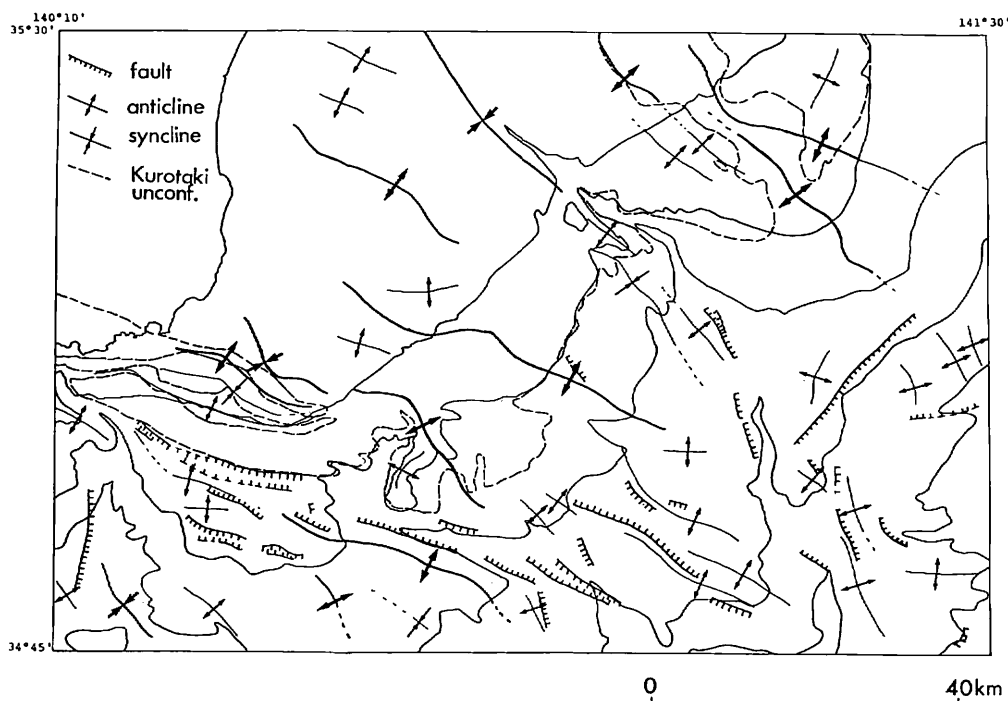 140°10'
141°30'
35°30'
fault
anticline
syncline
Kurotaki
unconf.
F
34°45'
0
40km